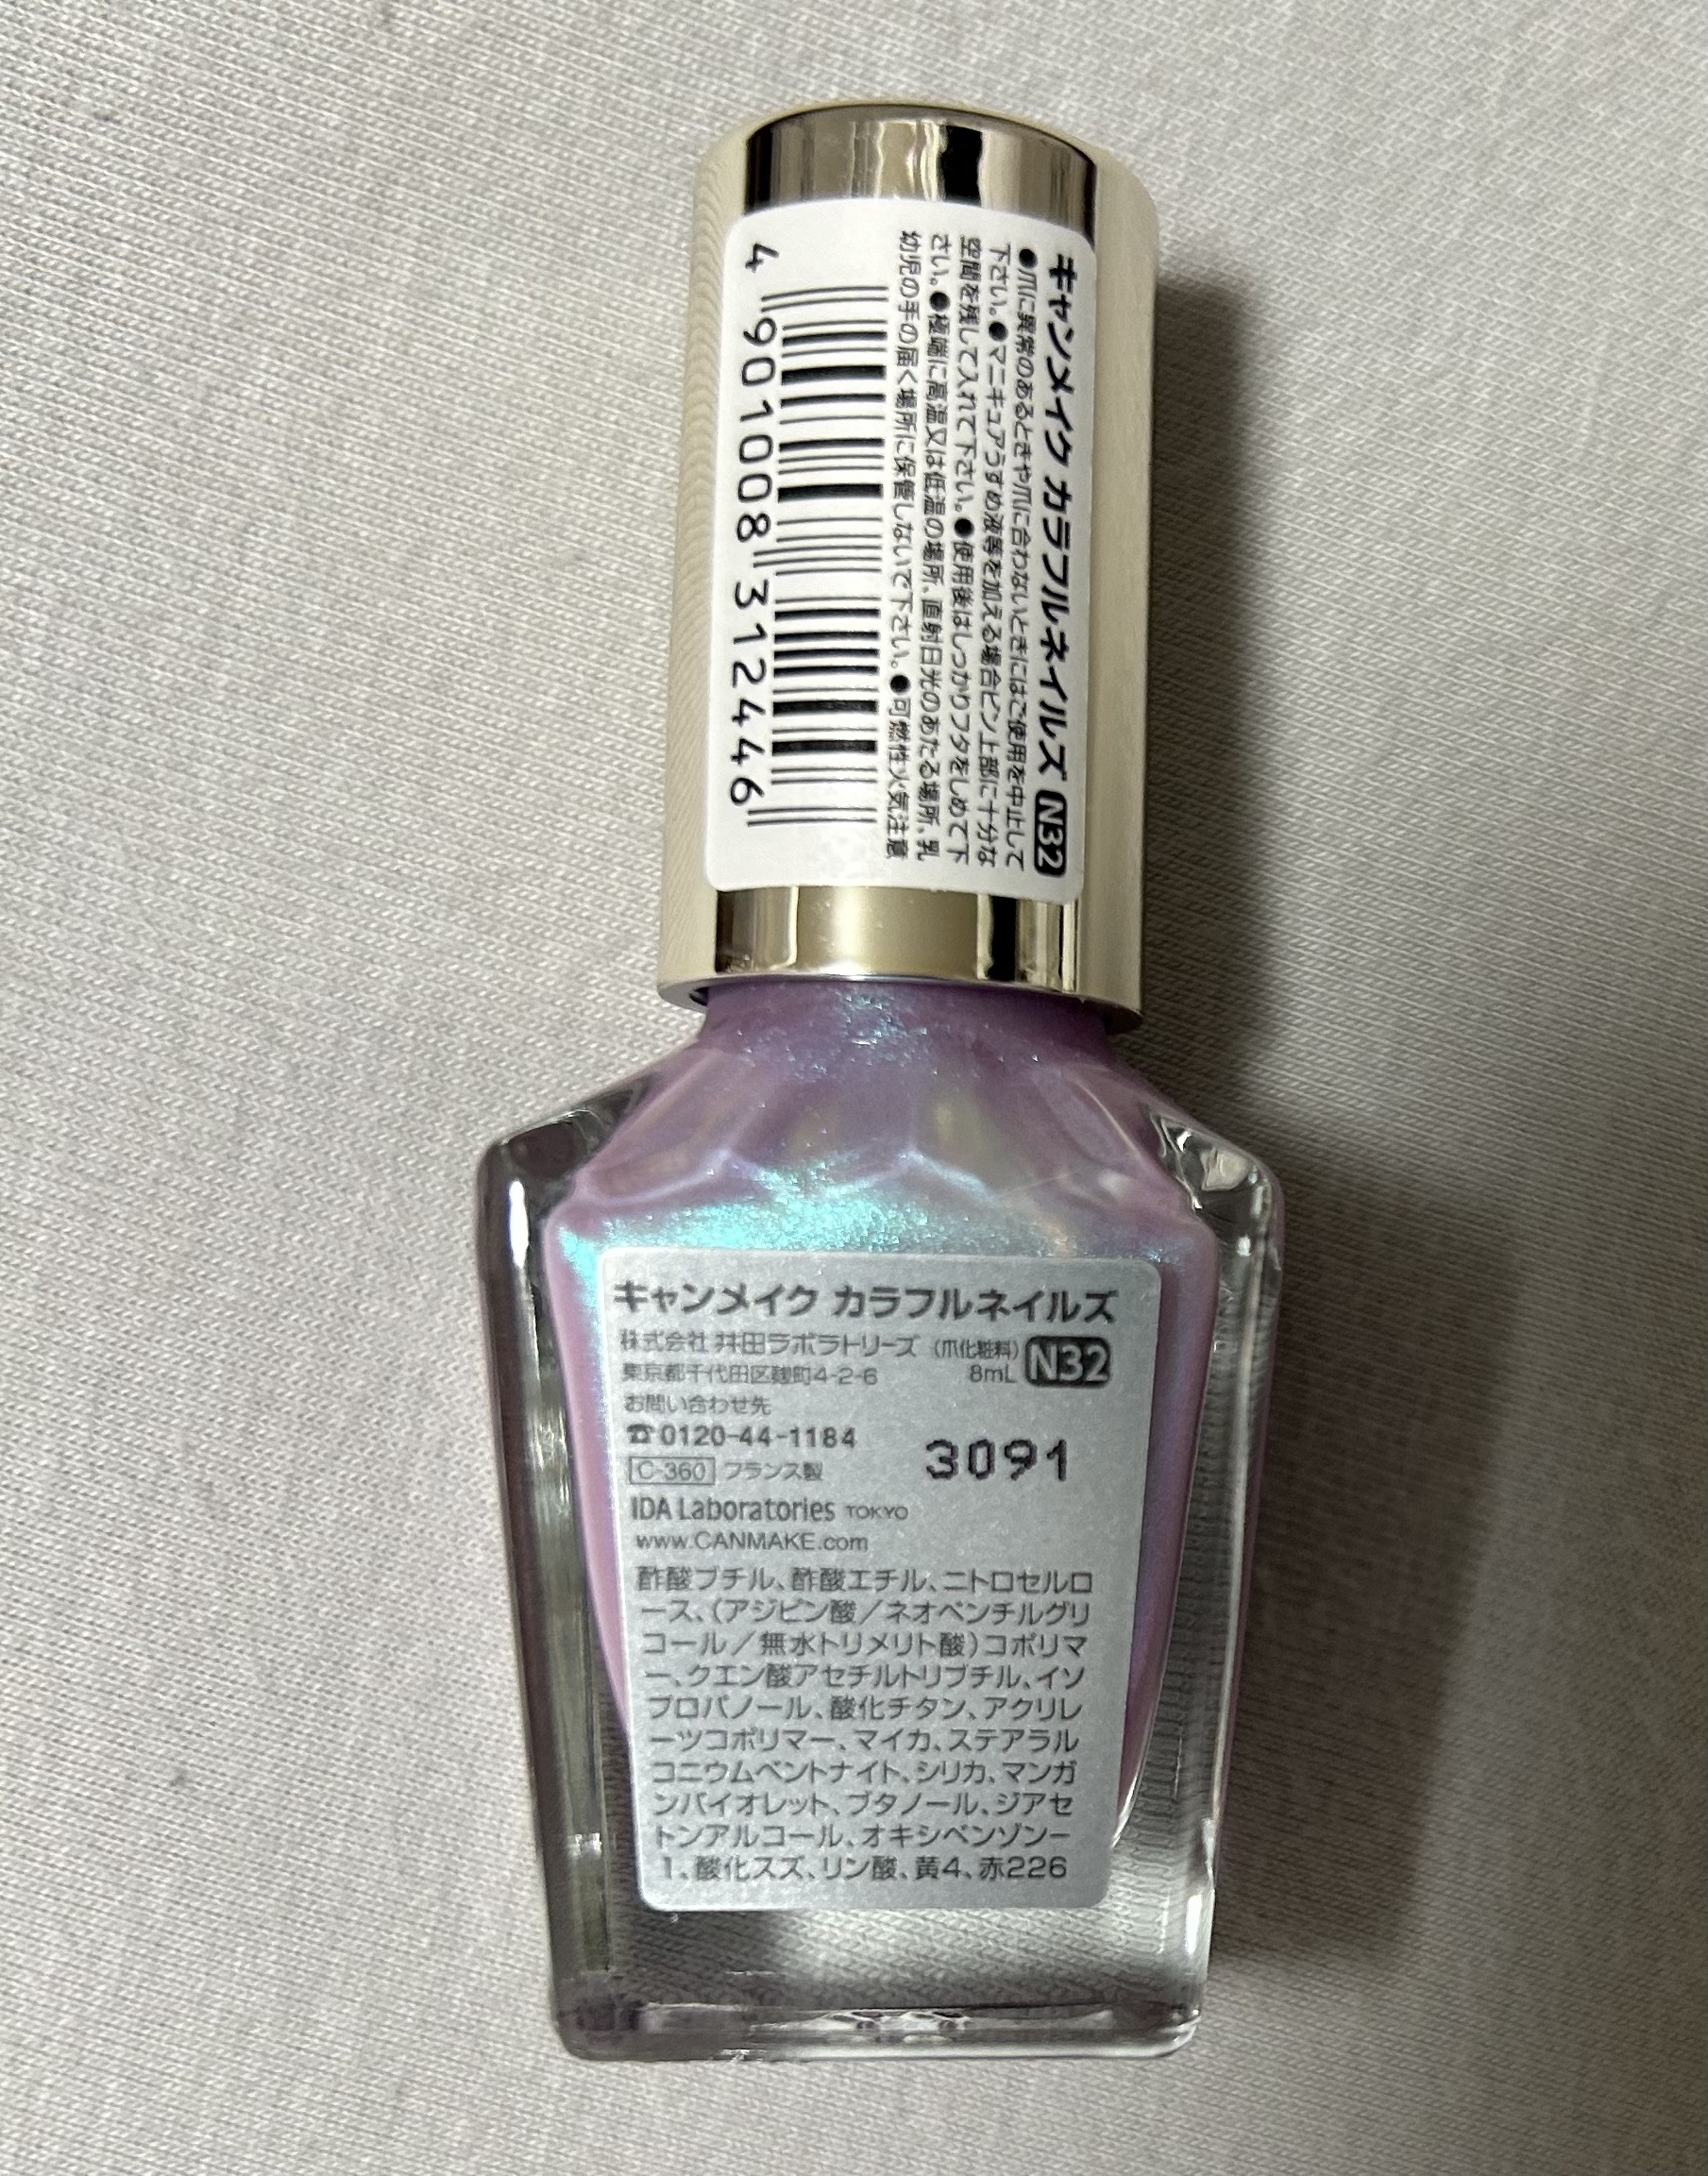 キャンメイク カラフルネイルズ N32
●爪に異常のあるときや爪に合わないときにはご使用を中止して
下さい。●マニキュアうすめ液等を加える場合ビン上部に十分な
空間を残して入れて下さい。●使用後はしっかりフタをしめて下
さい。●極端に高温又は低温の場所、直射日光のあたる場所、乳
幼児の手の届く場所に保管しないで下さい。●可燃性火気注意
4 901008 312446
キャンメイク カラフルネイルズ
株式会社 井田ラボラトリーズ (爪化粧料) N32
東京都千代田区麹町4-2-6 8mL
お問い合わせ先
☎0120-44-1184
3091
C-360 フランス製
IDA Laboratories TOKYO
www.CANMAKE.com
酢酸ブチル、酢酸エチル、ニトロセルロ
ース、(アジピン酸/ネオペンチルグリ
コール/無水トリメリト酸)コポリマ
ー、クエン酸アセチルトリブチル、イソ
プロパノール、酸化チタン、アクリレ
ーツコポリマー、マイカ、ステアラル
コニウムベントナイト、シリカ、マンガ
ンバイオレット、ブタノール、ジアセ
トンアルコール、オキシベンゾン-
1、酸化スズ、リン酸、黄4、赤226